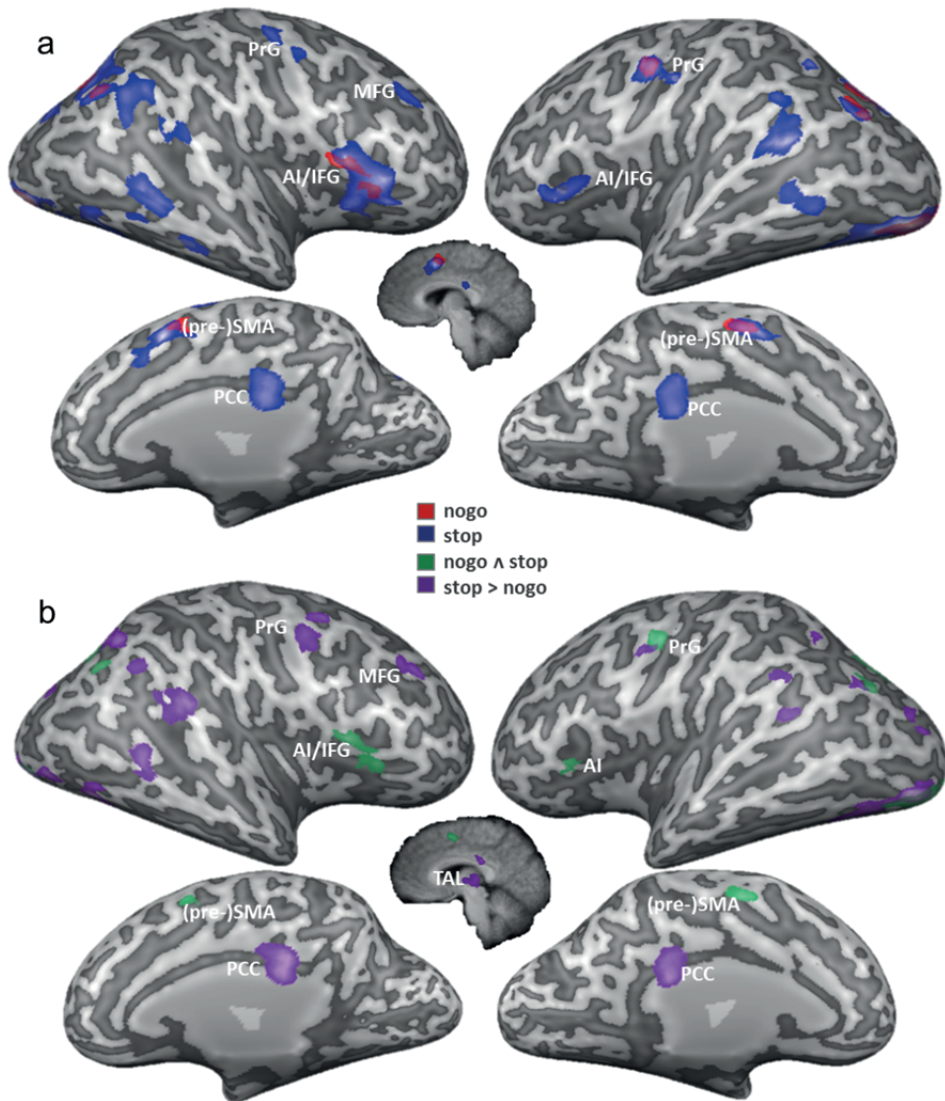 a
PrG
MFG
AI/IFG
PrG
AI/IFG
(pre-)SMA
PCC
(pre-)SMA
PCC
nogo
stop
nogo ∧ stop
stop > nogo
b
PrG
MFG
AI/IFG
PrG
AI
TAL
(pre-)SMA
PCC
(pre-)SMA
PCC